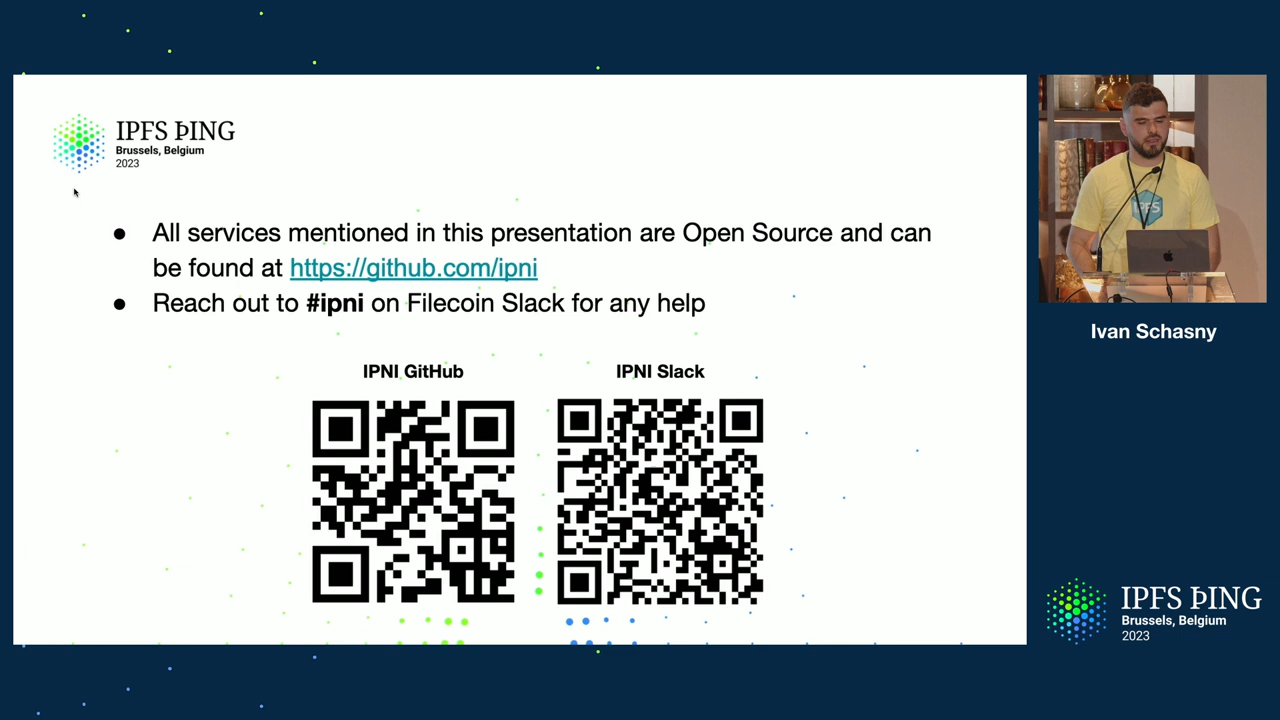 IPFS ÞING
Brussels, Belgium
2023
● All services mentioned in this presentation are Open Source and can
be found at https://github.com/ipni
● Reach out to #ipni on Filecoin Slack for any help
IPNI GitHub
IPNI Slack
IPFS
Ivan Schasny
IPFS ÞING
Brussels, Belgium
2023